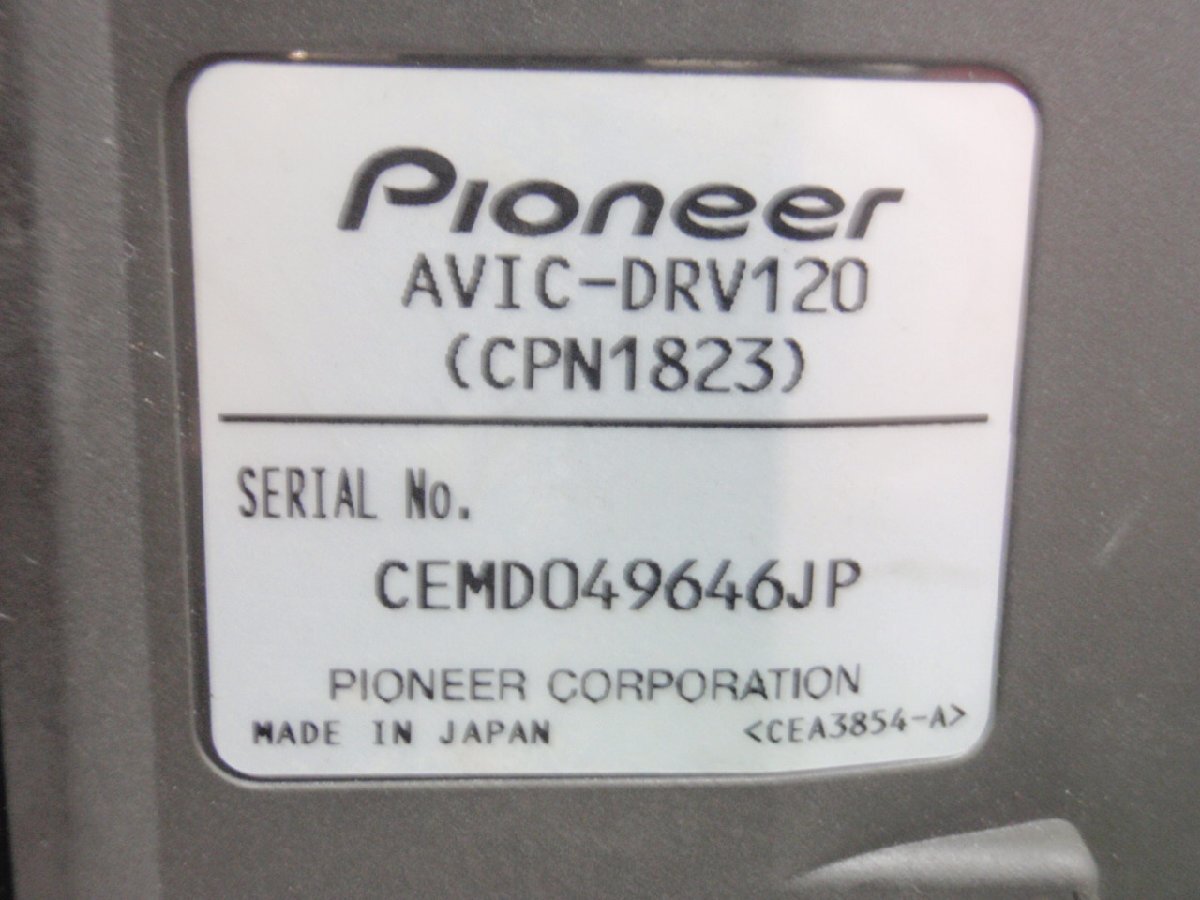 Pioneer
AVIC-DRV120
(CPN1823)
SERIAL No.
CEMD049646JP
PIONEER CORPORATION
MADE IN JAPAN <CEA3854-A>